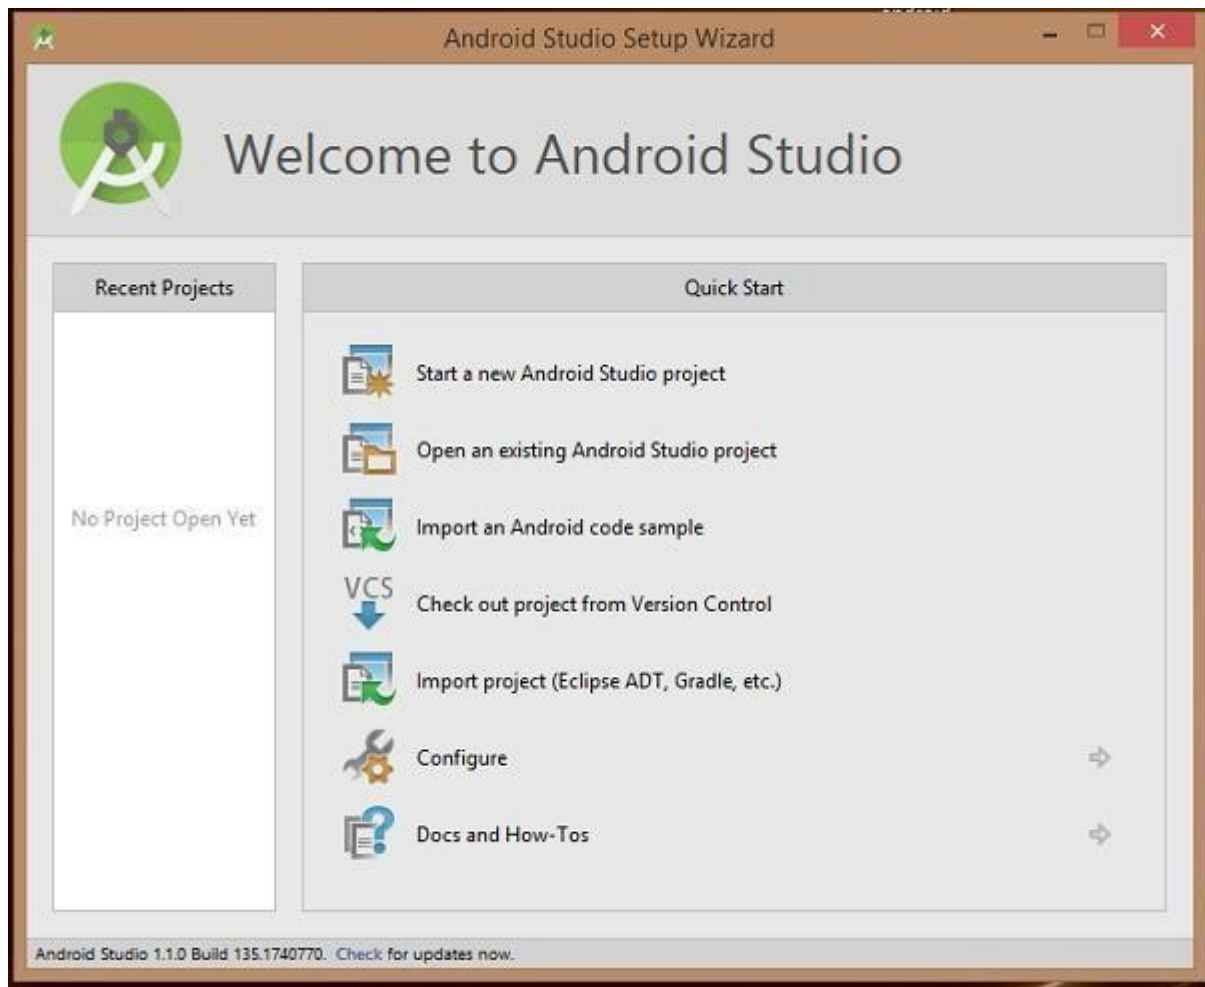 Android Studio Setup Wizard
Welcome to Android Studio
Recent Projects
No Project Open Yet
Quick Start
Start a new Android Studio project
Open an existing Android Studio project
Import an Android code sample
VCS
Check out project from Version Control
Import project (Eclipse ADT, Gradle, etc.)
Configure
Docs and How-Tos
Android Studio 1.1.0 Build 135.1740770. Check for updates now.